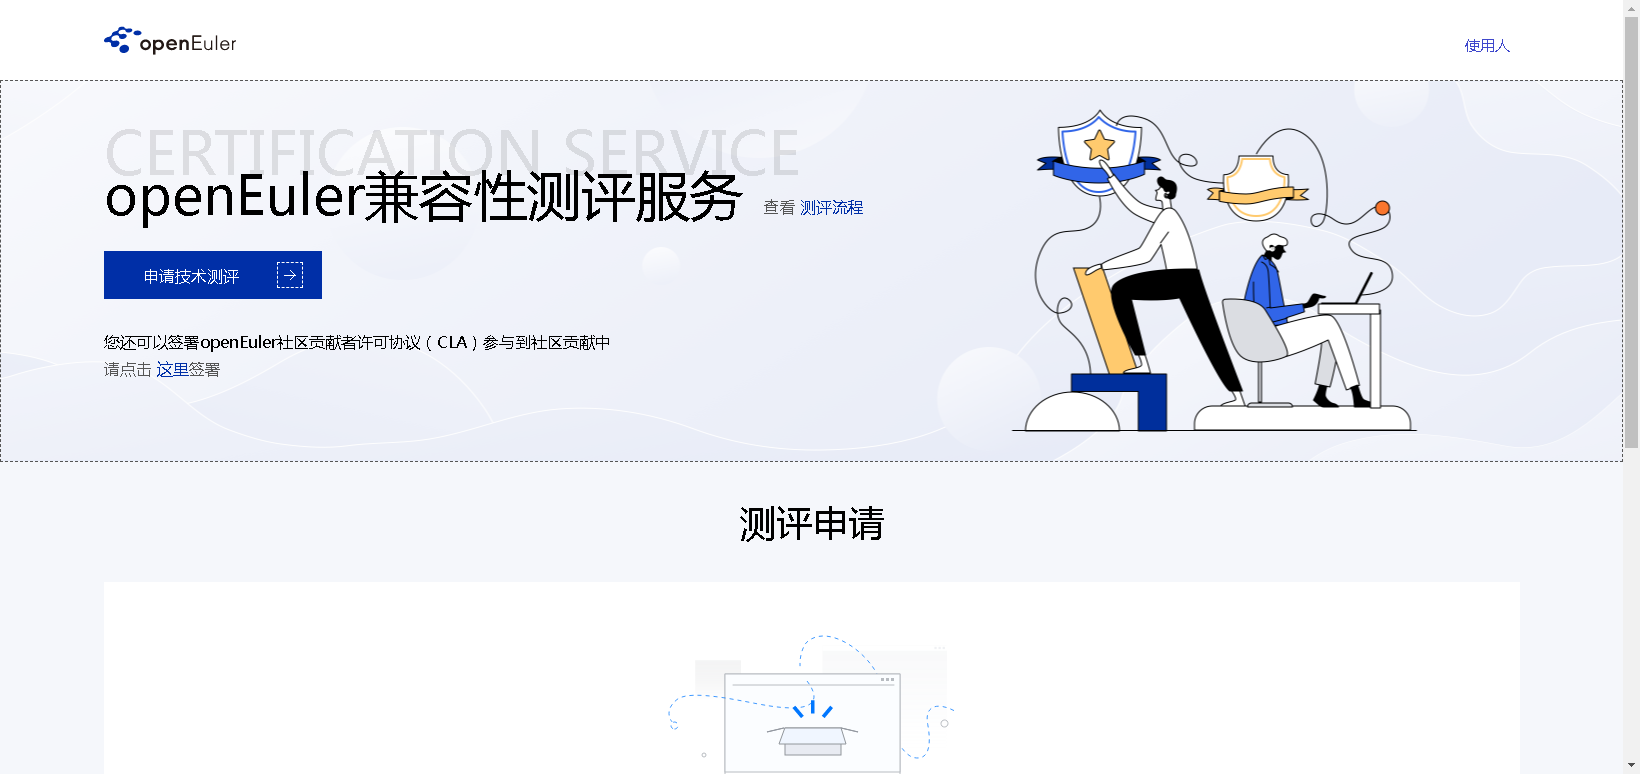 openEuler
使用人
CERTIFICATION SERVICE
openEuler兼容性测评服务 查看 测评流程
申请技术测评
您还可以签署openEuler社区贡献者许可协议（CLA）参与到社区贡献中
请点击 这里签署
测评申请